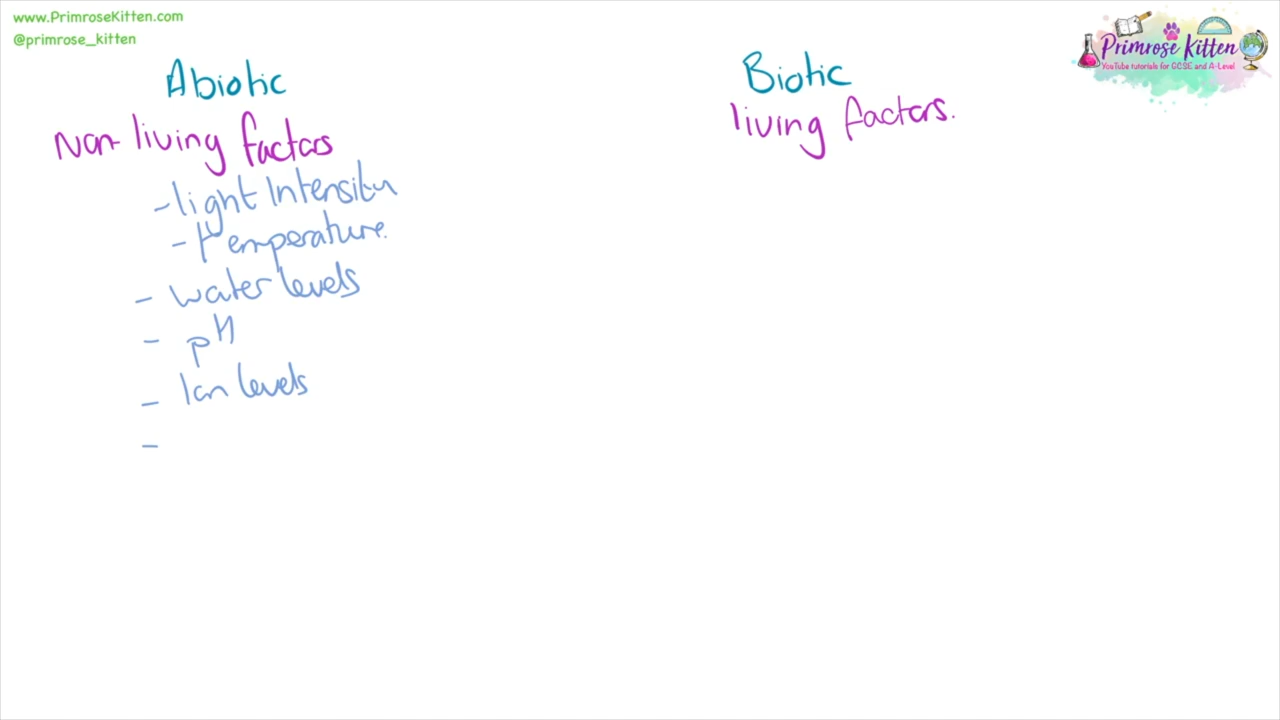 www.PrimroseKitten.com
@primrose_kitten
Primrose Kitten
YouTube tutorials for GCSE and A-Level
Abiotic
Non-living factors
- light Intensity
- temperature.
- water levels
- pH
- Ion levels
-
Biotic
living factors.